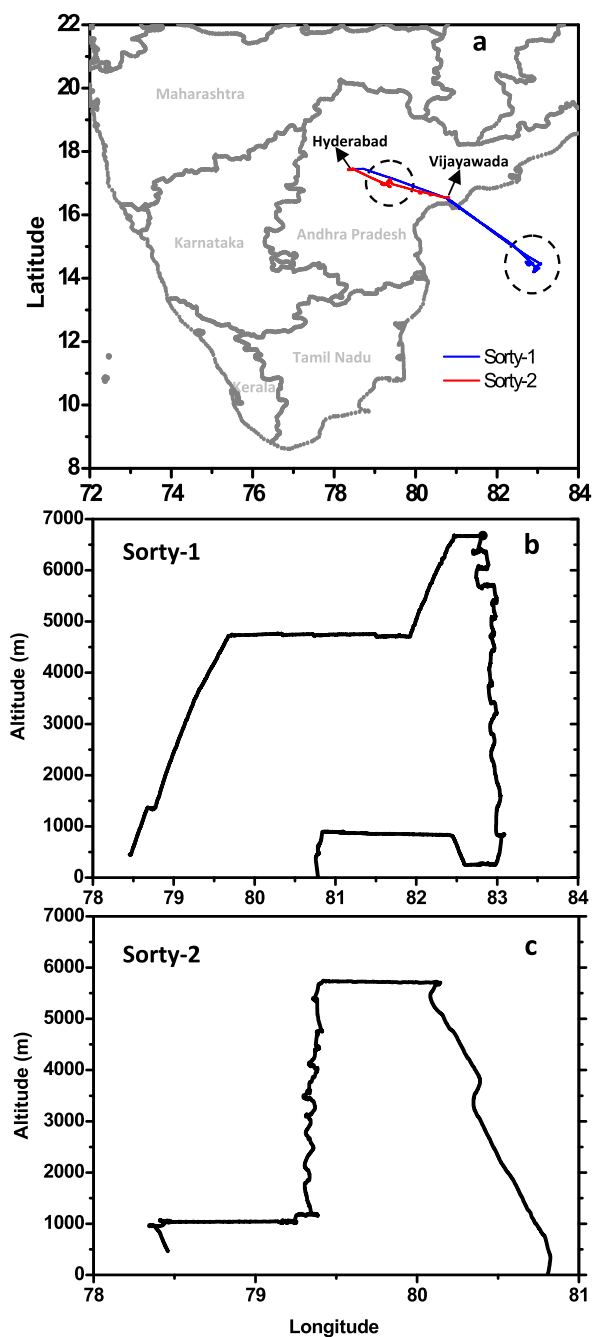 22
a
20
Maharashtra
18
Hyderabad
Vijayawada
16
Karnataka
Andhra Pradesh
14
Latitude
12
Tamil Nadu
Sorty-1
Kerala
Sorty-2
10
8
72 74 76 78 80 82 84
7000
Sorty-1
b
6000
5000
4000
Altitude (m)
3000
2000
1000
0
78 79 80 81 82 83 84
7000
Sorty-2
c
6000
5000
4000
Altitude (m)
3000
2000
1000
0
78 79 80 81
Longitude